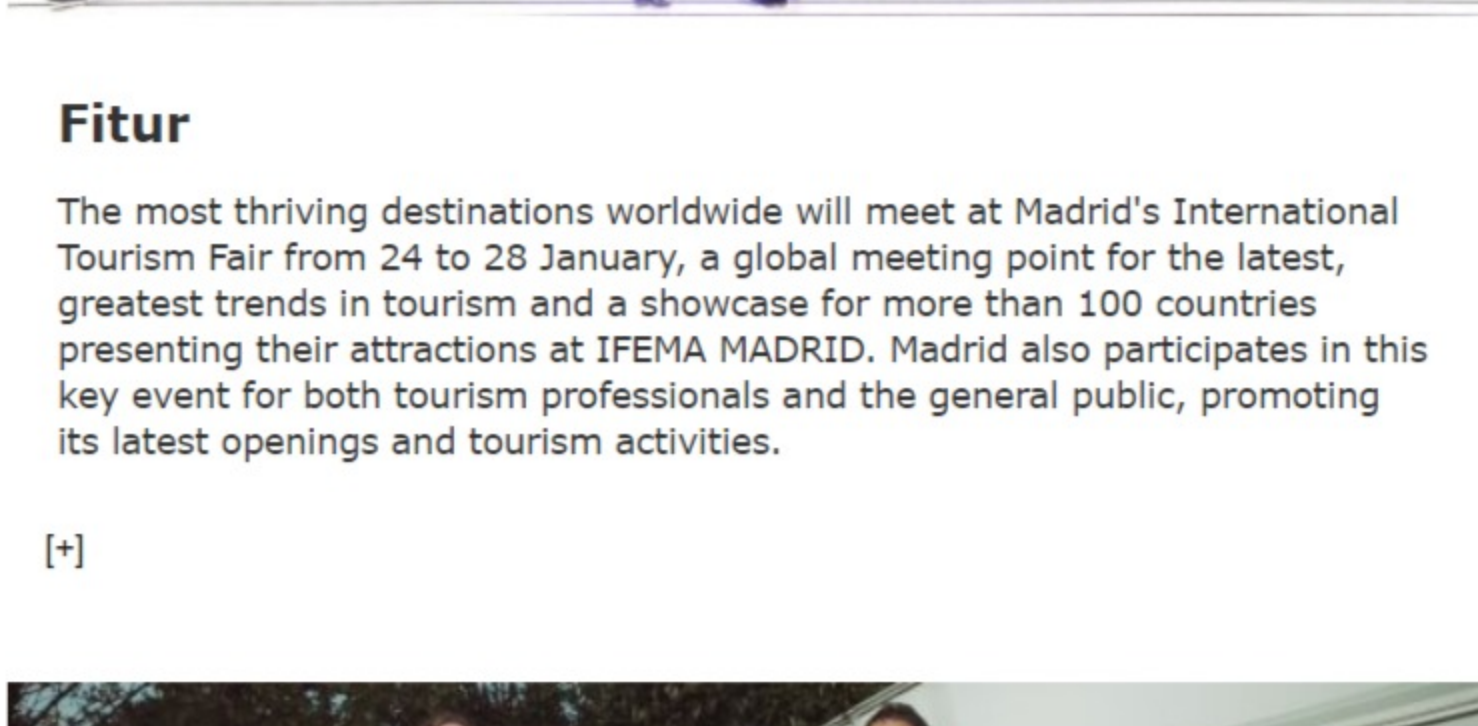 Fitur
The most thriving destinations worldwide will meet at Madrid's International
Tourism Fair from 24 to 28 January, a global meeting point for the latest,
greatest trends in tourism and a showcase for more than 100 countries
presenting their attractions at IFEMA MADRID. Madrid also participates in this
key event for both tourism professionals and the general public, promoting
its latest openings and tourism activities.
[+]